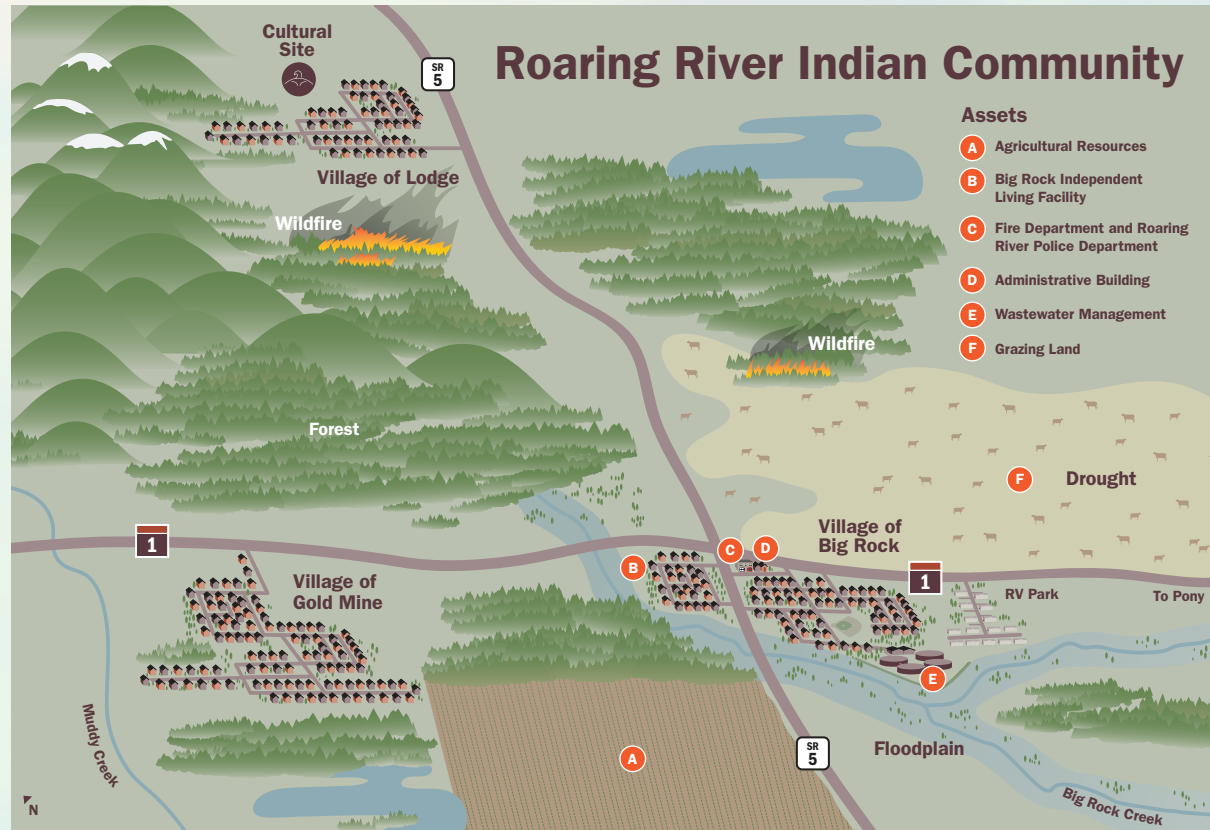 Roaring River Indian Community
Cultural
Site
SR
5
Assets
A Agricultural Resources
B Big Rock Independent
Living Facility
C Fire Department and Roaring
River Police Department
D Administrative Building
E Wastewater Management
F Grazing Land
Village of Lodge
Wildfire
Wildfire
Forest
F
Drought
1
Village of
Big Rock
C
D
B
1
Village of
Gold Mine
RV Park
To Pony
E
Muddy Creek
A
SR
5
Floodplain
Big Rock Creek
N